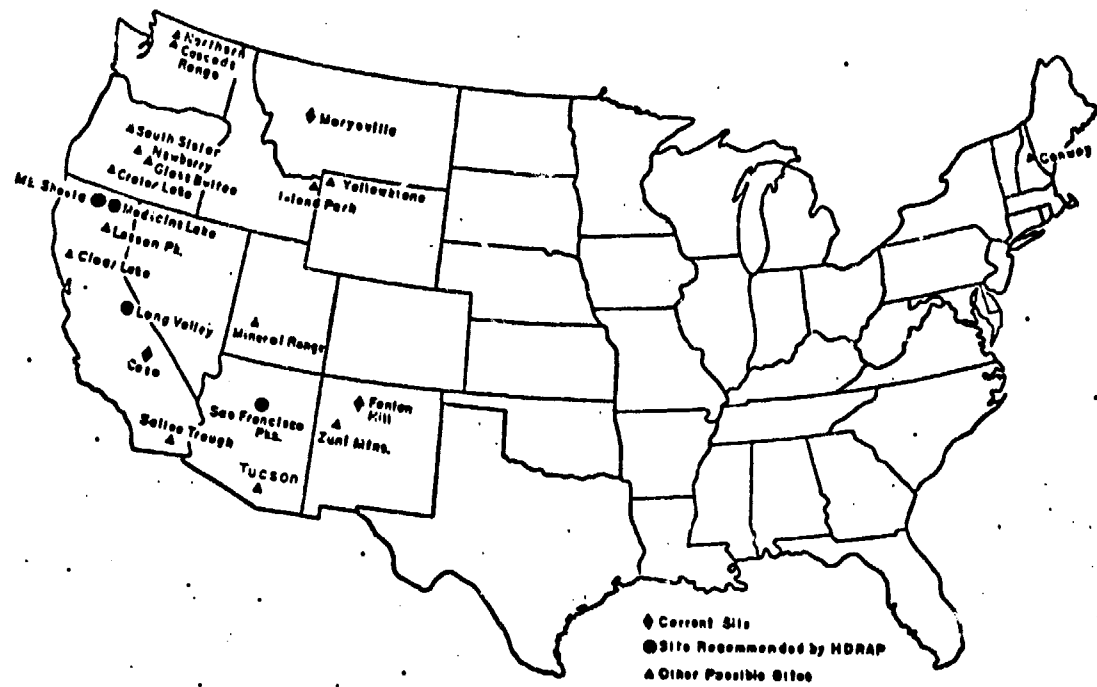 Northern
Cascade
Range
Marysville
South Sister
Newberry
Glass Buttes
Crater Lake
Conway
Yellowstone
Island Park
Mt. Shasta
Medicine Lake
Lassen Pk.
Clear Lake
Long Valley
Mineral Range
Coso
Fenton
Hill
San Francisco
Pks.
Zuni Mtns.
Salton Trough
Tucson
Current Site
Site Recommended by HDRAP
Other Possible Sites